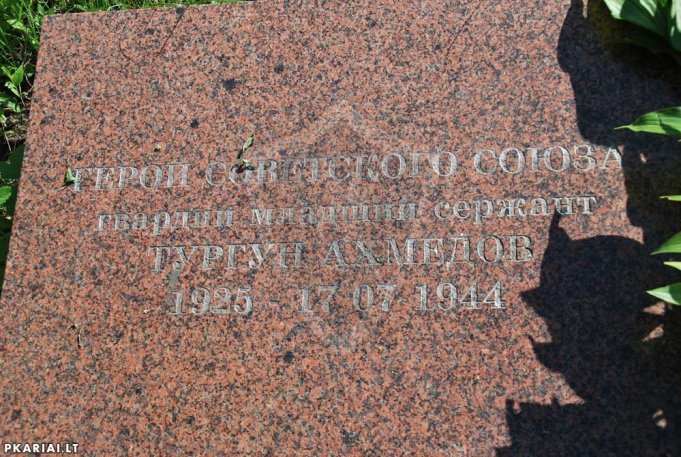 ГЕРОЙ СОВЕТСКОГО СОЮЗА
гвардии младший сержант
ТУРГУН АХМЕДОВ
1925 - 17 07 1944
PKARIAI.LT